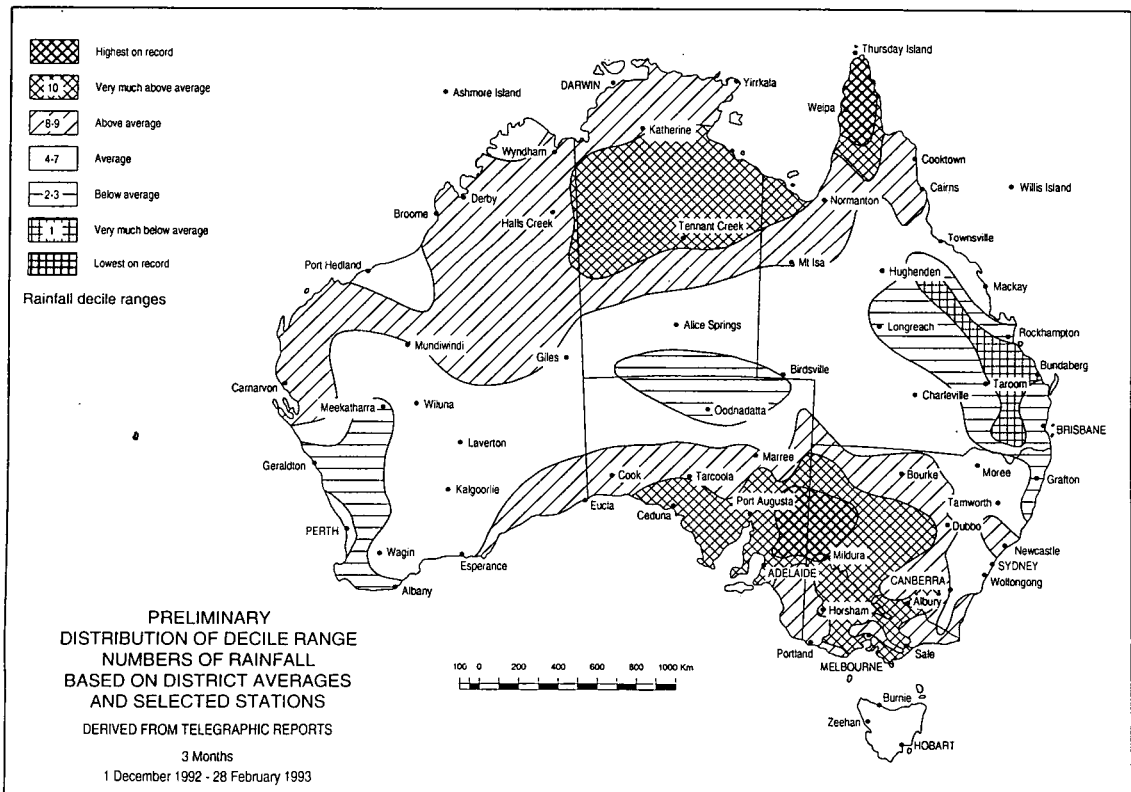 Highest on record
10 Very much above average
8-9 Above average
4-7 Average
2-3 Below average
1 Very much below average
Lowest on record
Rainfall decile ranges
Thursday Island
DARWIN
Yirrkala
Ashmore Island
Weipa
Katherine
Wyndham
Cooktown
Derby
Cairns
Willis Island
Broome
Halls Creek
Normanton
Tennant Creek
Townsville
Port Hedland
Mt Isa
Hughenden
Mackay
Alice Springs
Longreach
Rockhampton
Mundiwindi
Giles
Birdsville
Bundaberg
Carnarvon
Taroom
Meekatharra
Wiluna
Oodnadatta
Charleville
BRISBANE
Laverton
Geraldton
Marree
Moree
Cook
Tarcoola
Bourke
Grafton
Kalgoorlie
Eucla
Port Augusta
Tamworth
Ceduna
PERTH
Dubbo
Wagin
Esperance
Mildura
Newcastle
SYDNEY
ADELAIDE
CANBERRA
Wollongong
Albany
Horsham
Albury
Portland
Sale
MELBOURNE
Burnie
Zeehan
HOBART
100 0 200 400 600 800 1000 Km
PRELIMINARY
DISTRIBUTION OF DECILE RANGE
NUMBERS OF RAINFALL
BASED ON DISTRICT AVERAGES
AND SELECTED STATIONS
DERIVED FROM TELEGRAPHIC REPORTS
3 Months
1 December 1992 - 28 February 1993